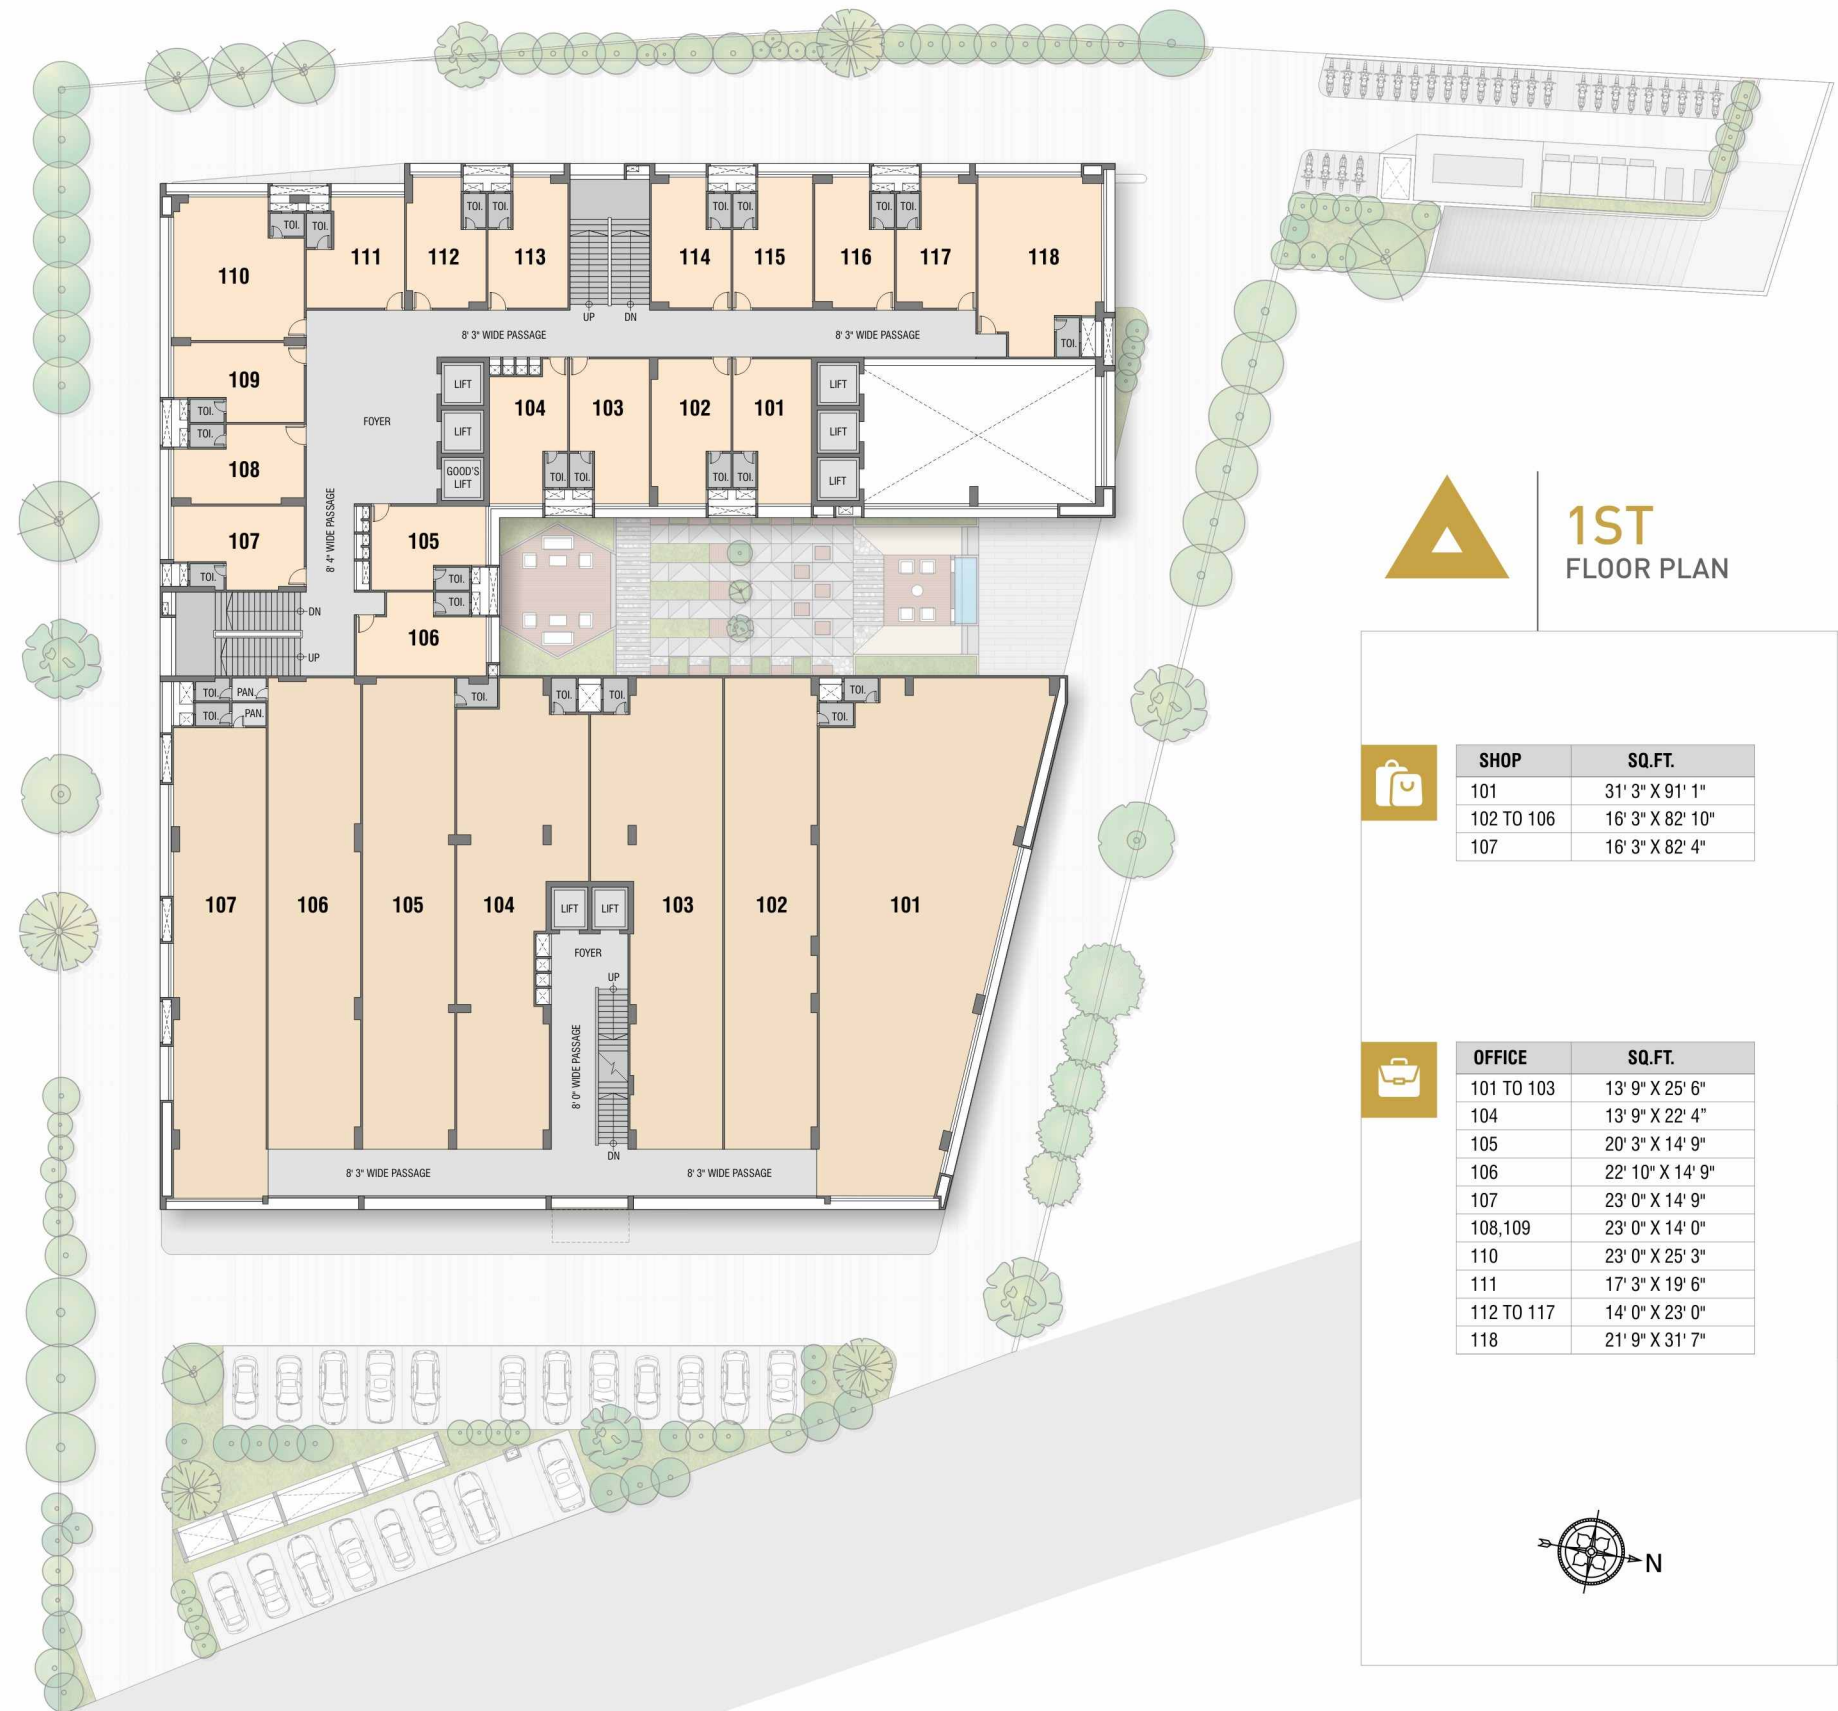 TOI. TOI.
TOI. TOI.
TOI. TOI.
TOI. TOI.
110
111
112
113
114
115
116
117
118
UP DN
8' 3" WIDE PASSAGE
8' 3" WIDE PASSAGE
TOI.
109
TOI.
TOI.
108
107
TOI.
FOYER
8' 4" WIDE PASSAGE
LIFT
LIFT
GOOD'S
LIFT
104
103
102
101
TOI. TOI.
TOI. TOI.
LIFT
LIFT
LIFT
105
TOI.
TOI.
106
DN
UP
TOI. PAN.
TOI. PAN.
TOI.
TOI. TOI.
TOI.
TOI.
107
106
105
104
LIFT LIFT
103
102
101
FOYER
UP
8' 0" WIDE PASSAGE
DN
8' 3" WIDE PASSAGE
8' 3" WIDE PASSAGE
1ST
FLOOR PLAN
SHOP SQ.FT.
101 31' 3" X 91' 1"
102 TO 106 16' 3" X 82' 10"
107 16' 3" X 82' 4"
OFFICE SQ.FT.
101 TO 103 13' 9" X 25' 6"
104 13' 9" X 22' 4”
105 20' 3" X 14' 9"
106 22' 10" X 14' 9"
107 23' 0" X 14' 9"
108,109 23' 0" X 14' 0"
110 23' 0" X 25' 3"
111 17' 3" X 19' 6"
112 TO 117 14' 0" X 23' 0"
118 21' 9" X 31' 7"
N